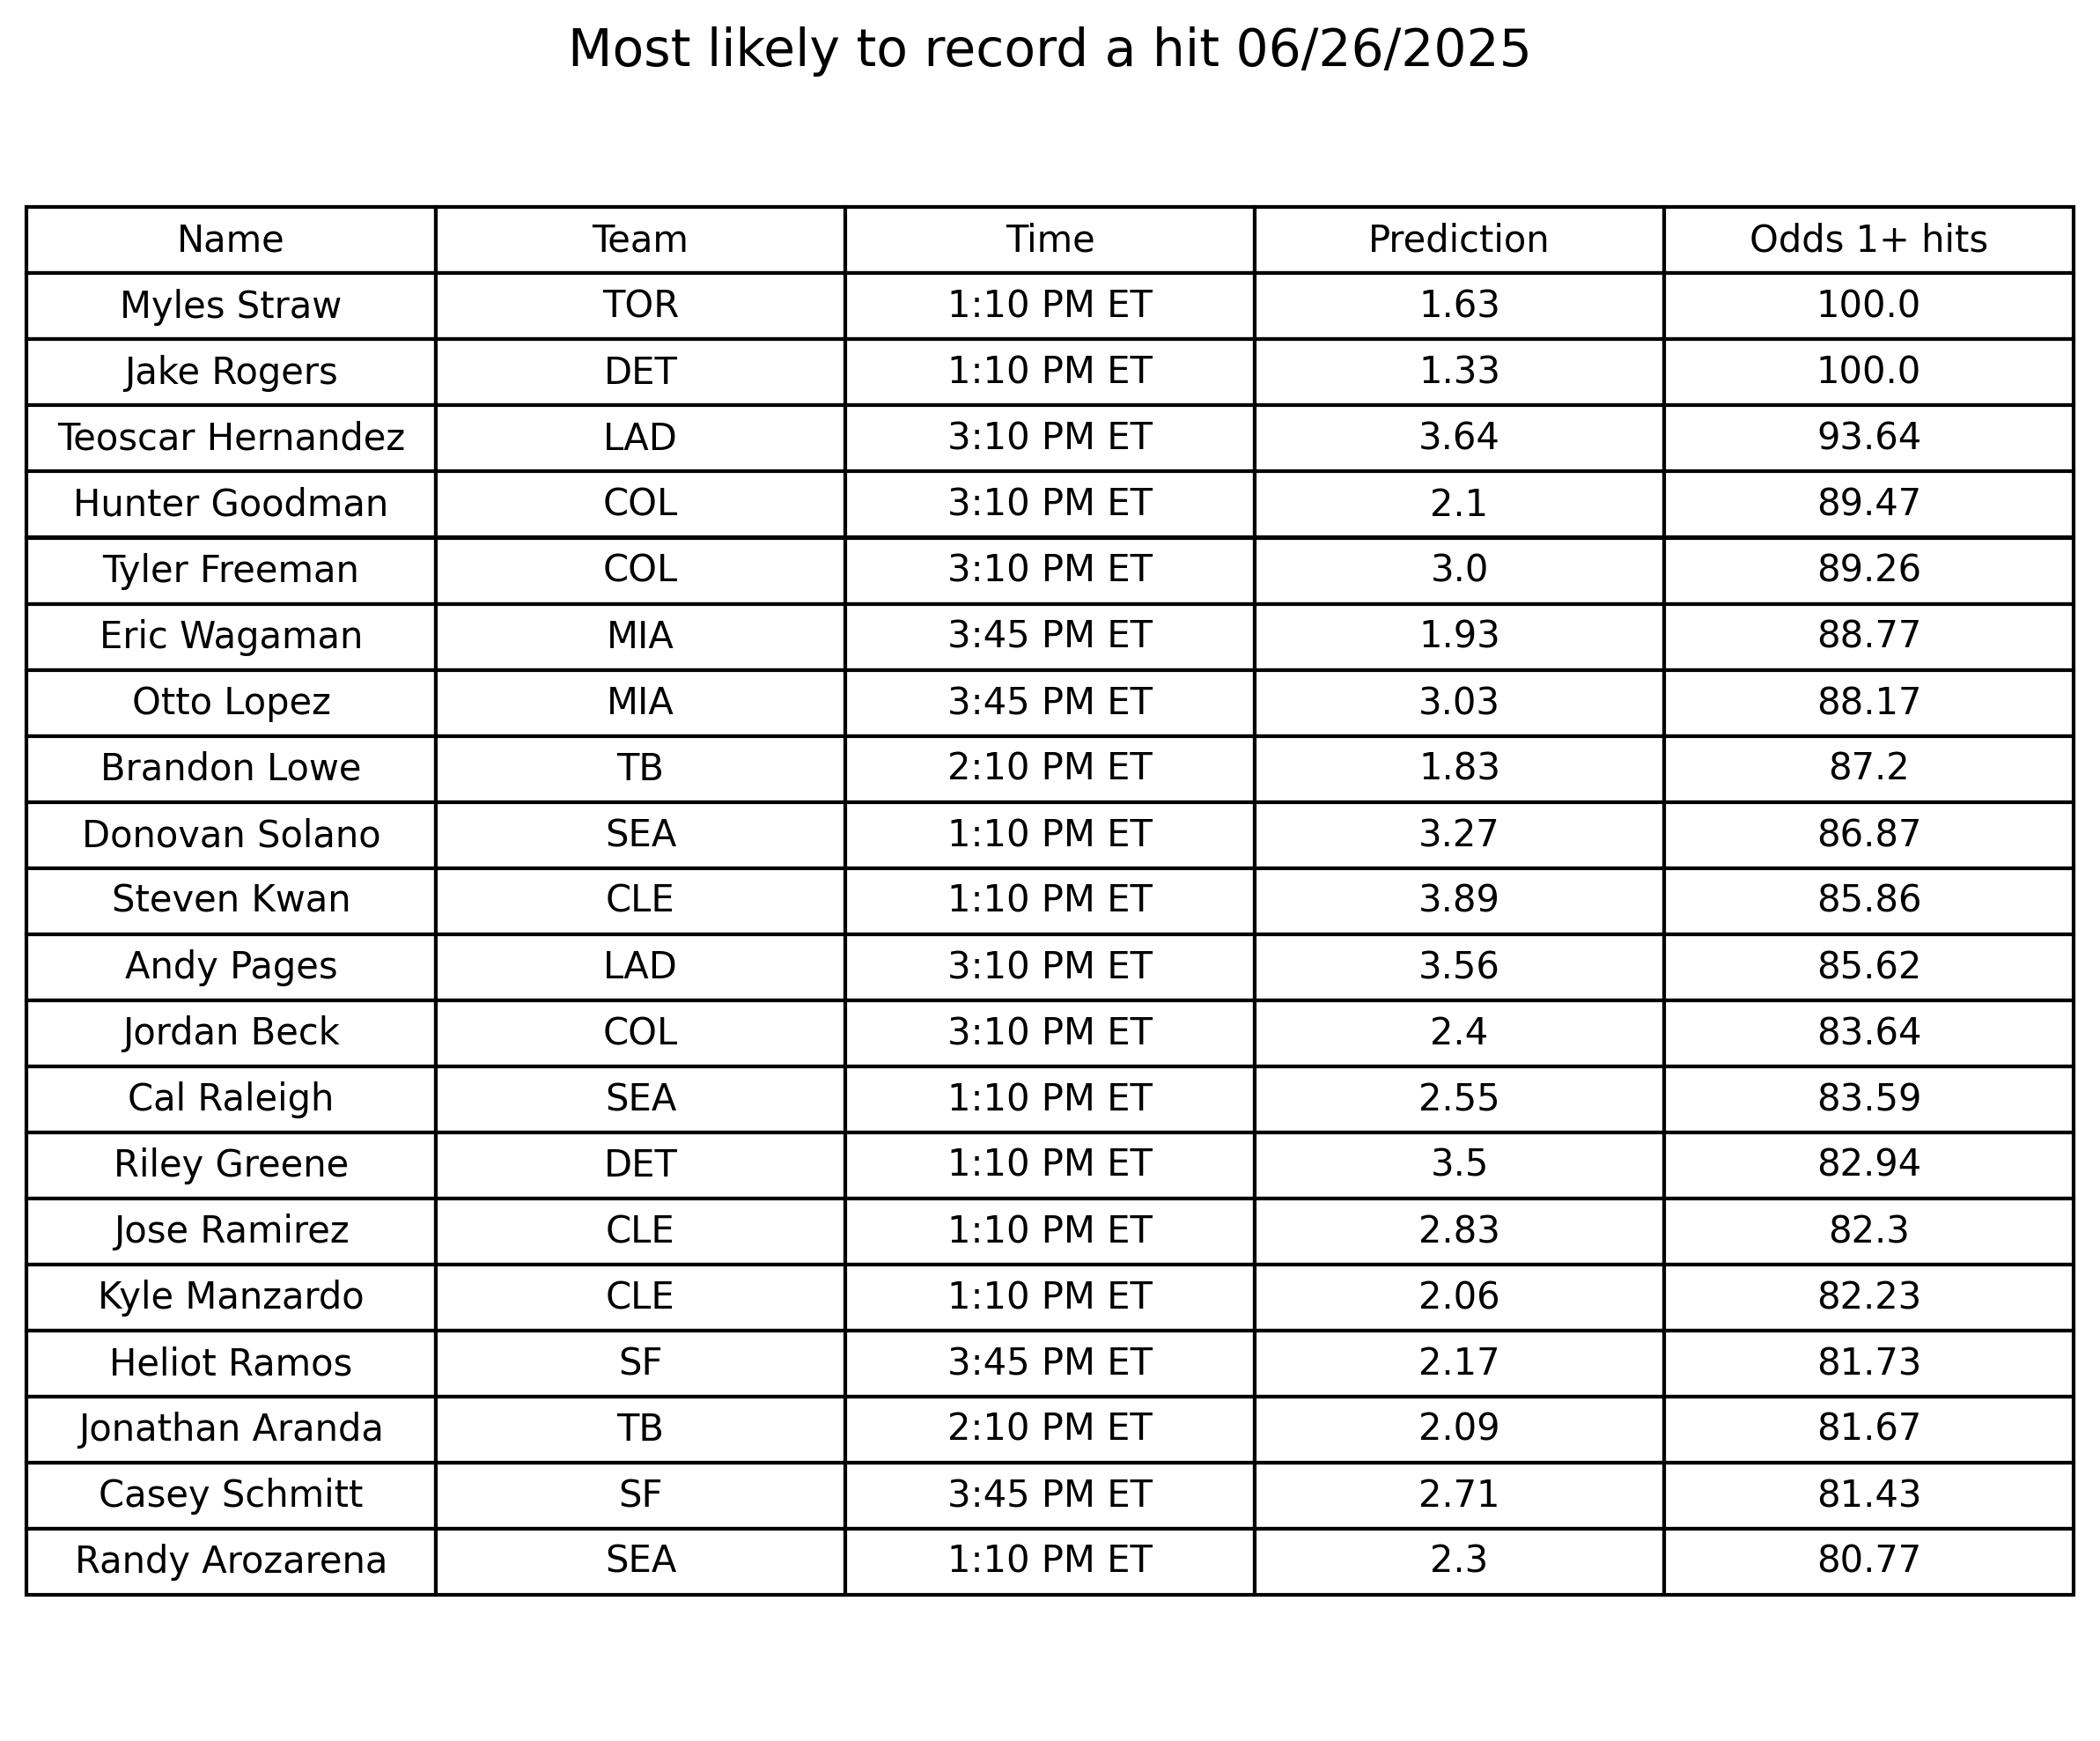 Most likely to record a hit 06/26/2025
Name Team Time Prediction Odds 1+ hits
Myles Straw TOR 1:10 PM ET 1.63 100.0
Jake Rogers DET 1:10 PM ET 1.33 100.0
Teoscar Hernandez LAD 3:10 PM ET 3.64 93.64
Hunter Goodman COL 3:10 PM ET 2.1 89.47
Tyler Freeman COL 3:10 PM ET 3.0 89.26
Eric Wagaman MIA 3:45 PM ET 1.93 88.77
Otto Lopez MIA 3:45 PM ET 3.03 88.17
Brandon Lowe TB 2:10 PM ET 1.83 87.2
Donovan Solano SEA 1:10 PM ET 3.27 86.87
Steven Kwan CLE 1:10 PM ET 3.89 85.86
Andy Pages LAD 3:10 PM ET 3.56 85.62
Jordan Beck COL 3:10 PM ET 2.4 83.64
Cal Raleigh SEA 1:10 PM ET 2.55 83.59
Riley Greene DET 1:10 PM ET 3.5 82.94
Jose Ramirez CLE 1:10 PM ET 2.83 82.3
Kyle Manzardo CLE 1:10 PM ET 2.06 82.23
Heliot Ramos SF 3:45 PM ET 2.17 81.73
Jonathan Aranda TB 2:10 PM ET 2.09 81.67
Casey Schmitt SF 3:45 PM ET 2.71 81.43
Randy Arozarena SEA 1:10 PM ET 2.3 80.77